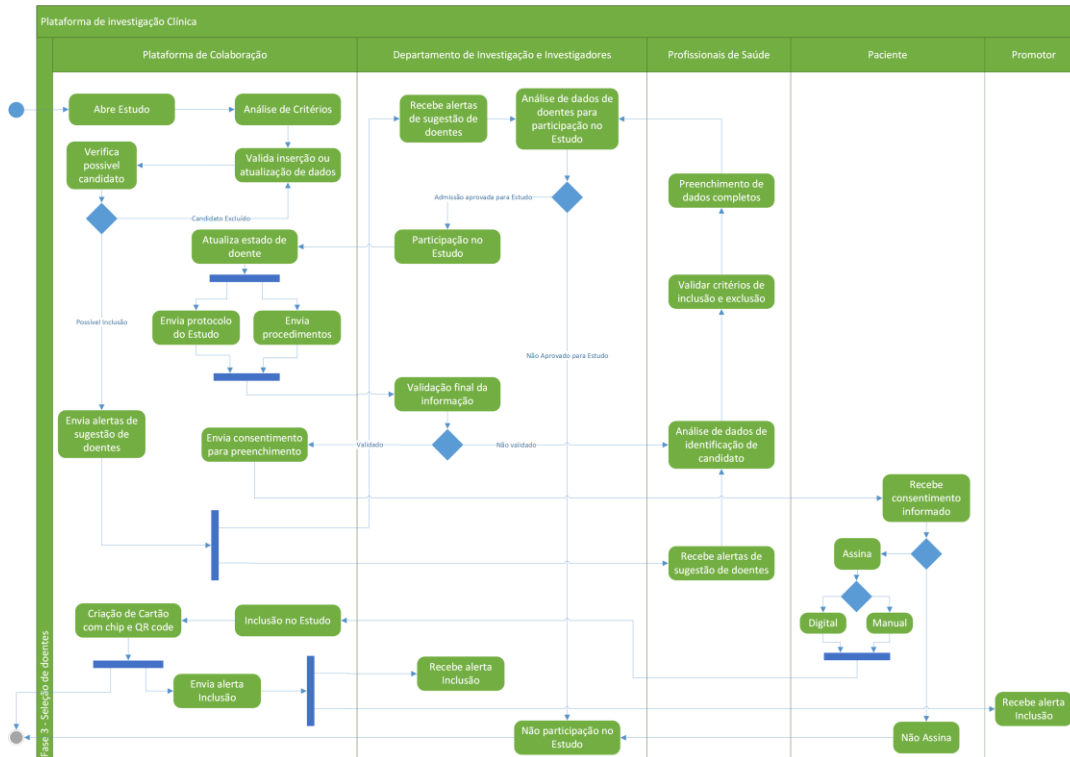 Plataforma de investigação Clínica
Plataforma de Colaboração
Departamento de Investigação e Investigadores
Profissionais de Saúde
Paciente
Promotor
Fase 3 - Seleção de doentes
Abre Estudo
Análise de Critérios
Recebe alertas
de sugestão de
doentes
Análise de dados de
doentes para
participação no
Estudo
Verifica
possivel
candidato
Valida inserção ou
atualização de dados
Preenchimento de
dados completos
Admissão aprovada para Estudo
Candidato Excluído
Atualiza estado de
doente
Participação no
Estudo
Validar critérios de
inclusão e exclusão
Possível Inclusão
Envia protocolo
do Estudo
Envia
procedimentos
Não Aprovado para Estudo
Validação final da
informação
Envia alertas de
sugestão de
doentes
Envia consentimento
para preenchimento
Validado
Não validado
Análise de dados de
identificação de
candidato
Recebe
consentimento
informado
Assina
Recebe alertas de
sugestão de doentes
Digital
Manual
Criação de Cartão
com chip e QR code
Inclusão no Estudo
Envia alerta
Inclusão
Recebe alerta
Inclusão
Recebe alerta
Inclusão
Não participação no
Estudo
Não Assina